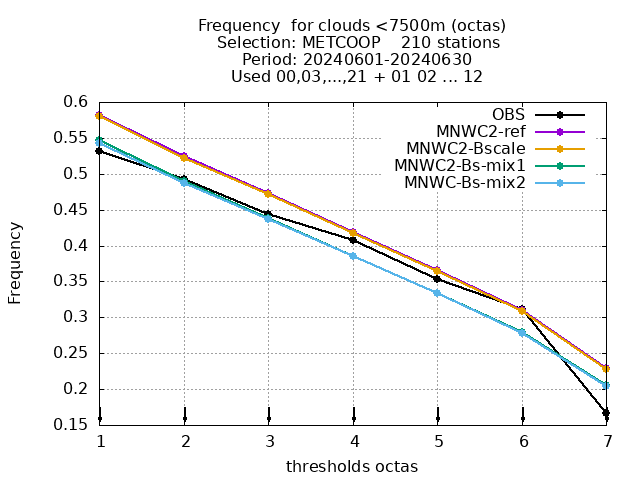 Frequency  for clouds <7500m (octas)
Selection: METCOOP    210 stations
Period: 20240601-20240630
Used 00,03,...,21 + 01 02 ... 12
OBS
MNWC2-ref
MNWC2-Bscale
MNWC2-Bs-mix1
MNWC-Bs-mix2
Frequency
0.6
0.55
0.5
0.45
0.4
0.35
0.3
0.25
0.2
0.15
1 2 3 4 5 6 7
thresholds octas